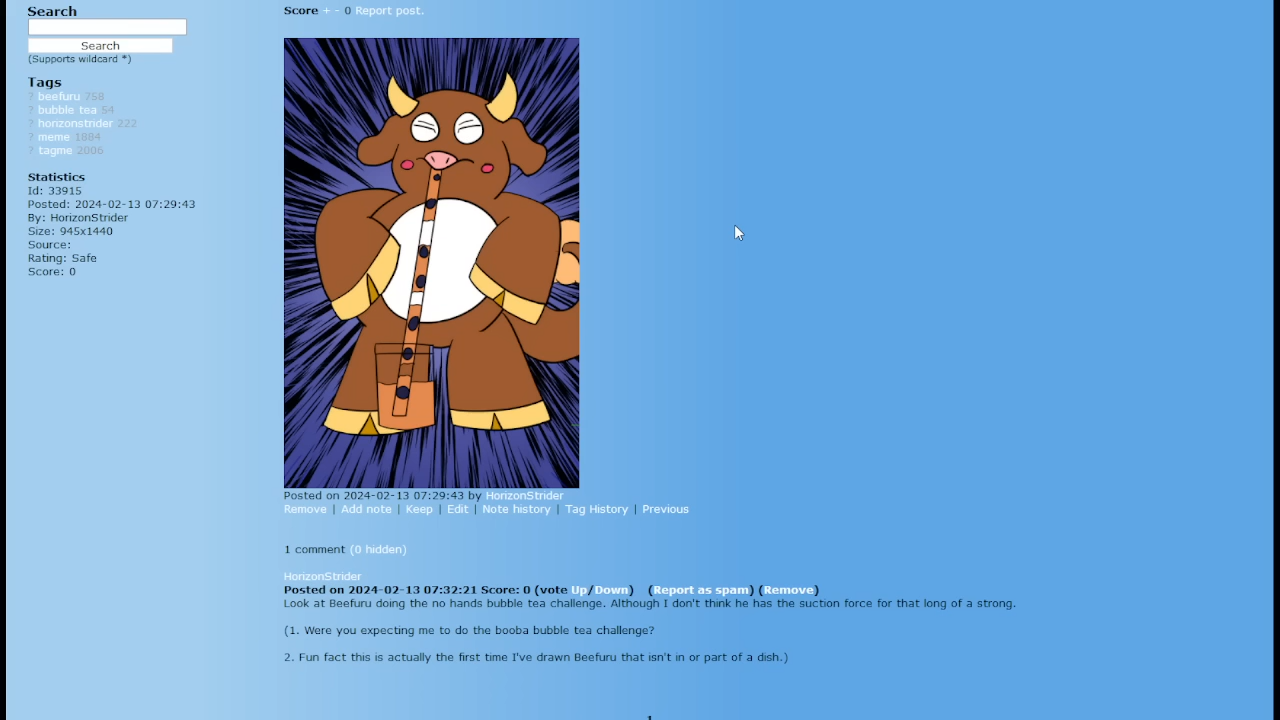 Search
Search
(Supports wildcard *)
Tags
? beefuru 758
? bubble tea 54
? horizonstrider 222
? meme 1884
? tagme 2006
Statistics
Id: 33915
Posted: 2024-02-13 07:29:43
By: HorizonStrider
Size: 945x1440
Source:
Rating: Safe
Score: 0
Score + - 0 Report post.
Posted on 2024-02-13 07:29:43 by HorizonStrider
Remove | Add note | Keep | Edit | Note history | Tag History | Previous
1 comment (0 hidden)
HorizonStrider
Posted on 2024-02-13 07:32:21 Score: 0 (vote Up/Down) (Report as spam) (Remove)
Look at Beefuru doing the no hands bubble tea challenge. Although I don't think he has the suction force for that long of a strong.
(1. Were you expecting me to do the booba bubble tea challenge?
2. Fun fact this is actually the first time I've drawn Beefuru that isn't in or part of a dish.)